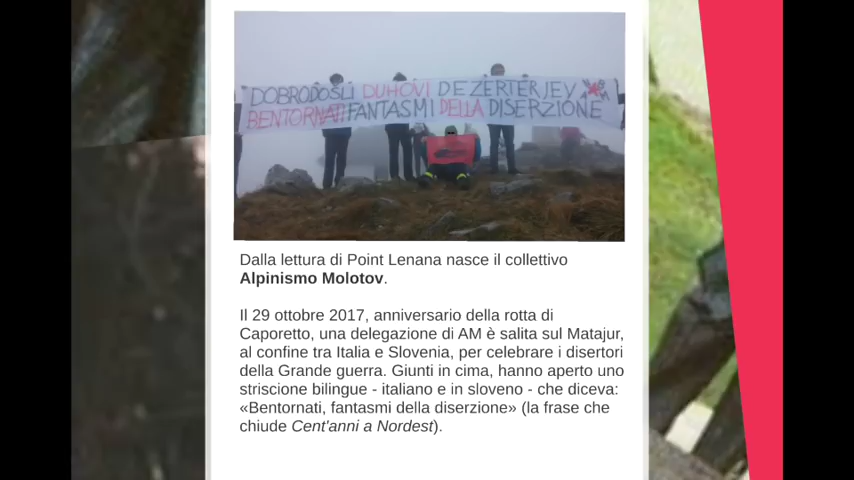 DOBRODOŠLI DUHOVI DEZERTERJEV
BENTORNATI FANTASMI DELLA DISERZIONE
Dalla lettura di Point Lenana nasce il collettivo
Alpinismo Molotov.
Il 29 ottobre 2017, anniversario della rotta di
Caporetto, una delegazione di AM è salita sul Matajur,
al confine tra Italia e Slovenia, per celebrare i disertori
della Grande guerra. Giunti in cima, hanno aperto uno
striscione bilingue - italiano e in sloveno - che diceva:
«Bentornati, fantasmi della diserzione» (la frase che
chiude Cent'anni a Nordest).